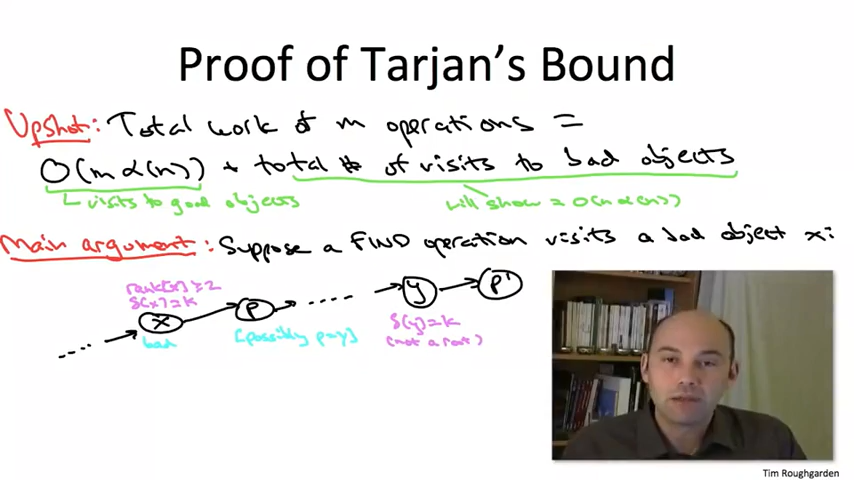 Proof of Tarjan's Bound
Upshot: Total work of m operations =
O(m α(n)) + total # of visits to bad objects
visits to good objects
will show = O(n α(n))
Main argument: Suppose a FIND operation visits a bad object x:
rank[x] ≥ 2
δ(x) = k
x
bad
p
[possibly p=y]
y
δ(y) = k
(not a root)
p'
Tim Roughgarden